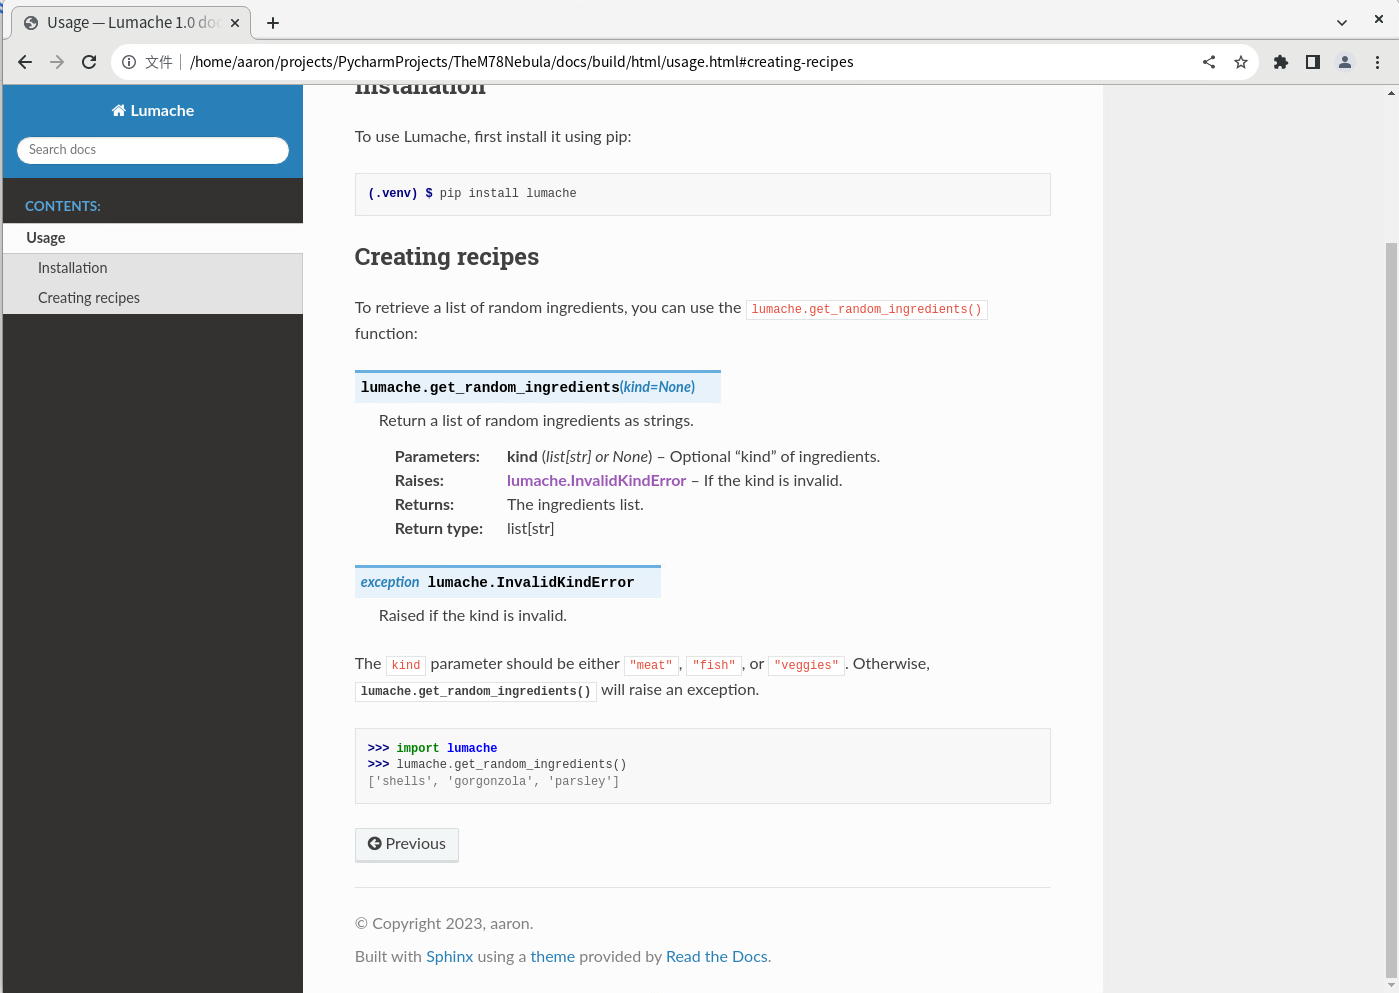 Usage — Lumache 1.0 doc
文件
/home/aaron/projects/PycharmProjects/TheM78Nebula/docs/build/html/usage.html#creating-recipes
Lumache
Search docs
CONTENTS:
Usage
Installation
Creating recipes
Installation
To use Lumache, first install it using pip:
(.venv) $ pip install lumache
Creating recipes
To retrieve a list of random ingredients, you can use the lumache.get_random_ingredients()
function:
lumache.get_random_ingredients(kind=None)
Return a list of random ingredients as strings.
Parameters: kind (list[str] or None) – Optional “kind” of ingredients.
Raises: lumache.InvalidKindError – If the kind is invalid.
Returns: The ingredients list.
Return type: list[str]
exception lumache.InvalidKindError
Raised if the kind is invalid.
The kind parameter should be either "meat", "fish", or "veggies". Otherwise,
lumache.get_random_ingredients() will raise an exception.
>>> import lumache
>>> lumache.get_random_ingredients()
['shells', 'gorgonzola', 'parsley']
Previous
© Copyright 2023, aaron.
Built with Sphinx using a theme provided by Read the Docs.